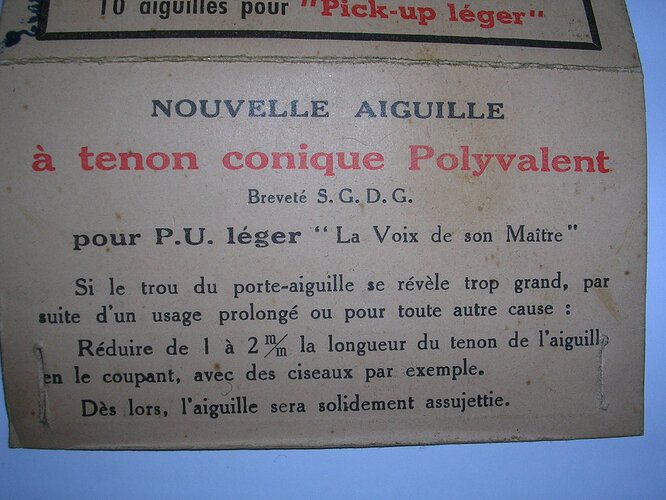 10 aiguilles pour "Pick-up léger"
NOUVELLE AIGUILLE
à tenon conique Polyvalent
Breveté S. G. D. G.
pour P.U. léger "La Voix de son Maître"
Si le trou du porte-aiguille se révèle trop grand, par
suite d'un usage prolongé ou pour toute autre cause :
Réduire de 1 à 2 m/m la longueur du tenon de l'aiguille
en le coupant, avec des ciseaux par exemple.
Dès lors, l'aiguille sera solidement assujettie.